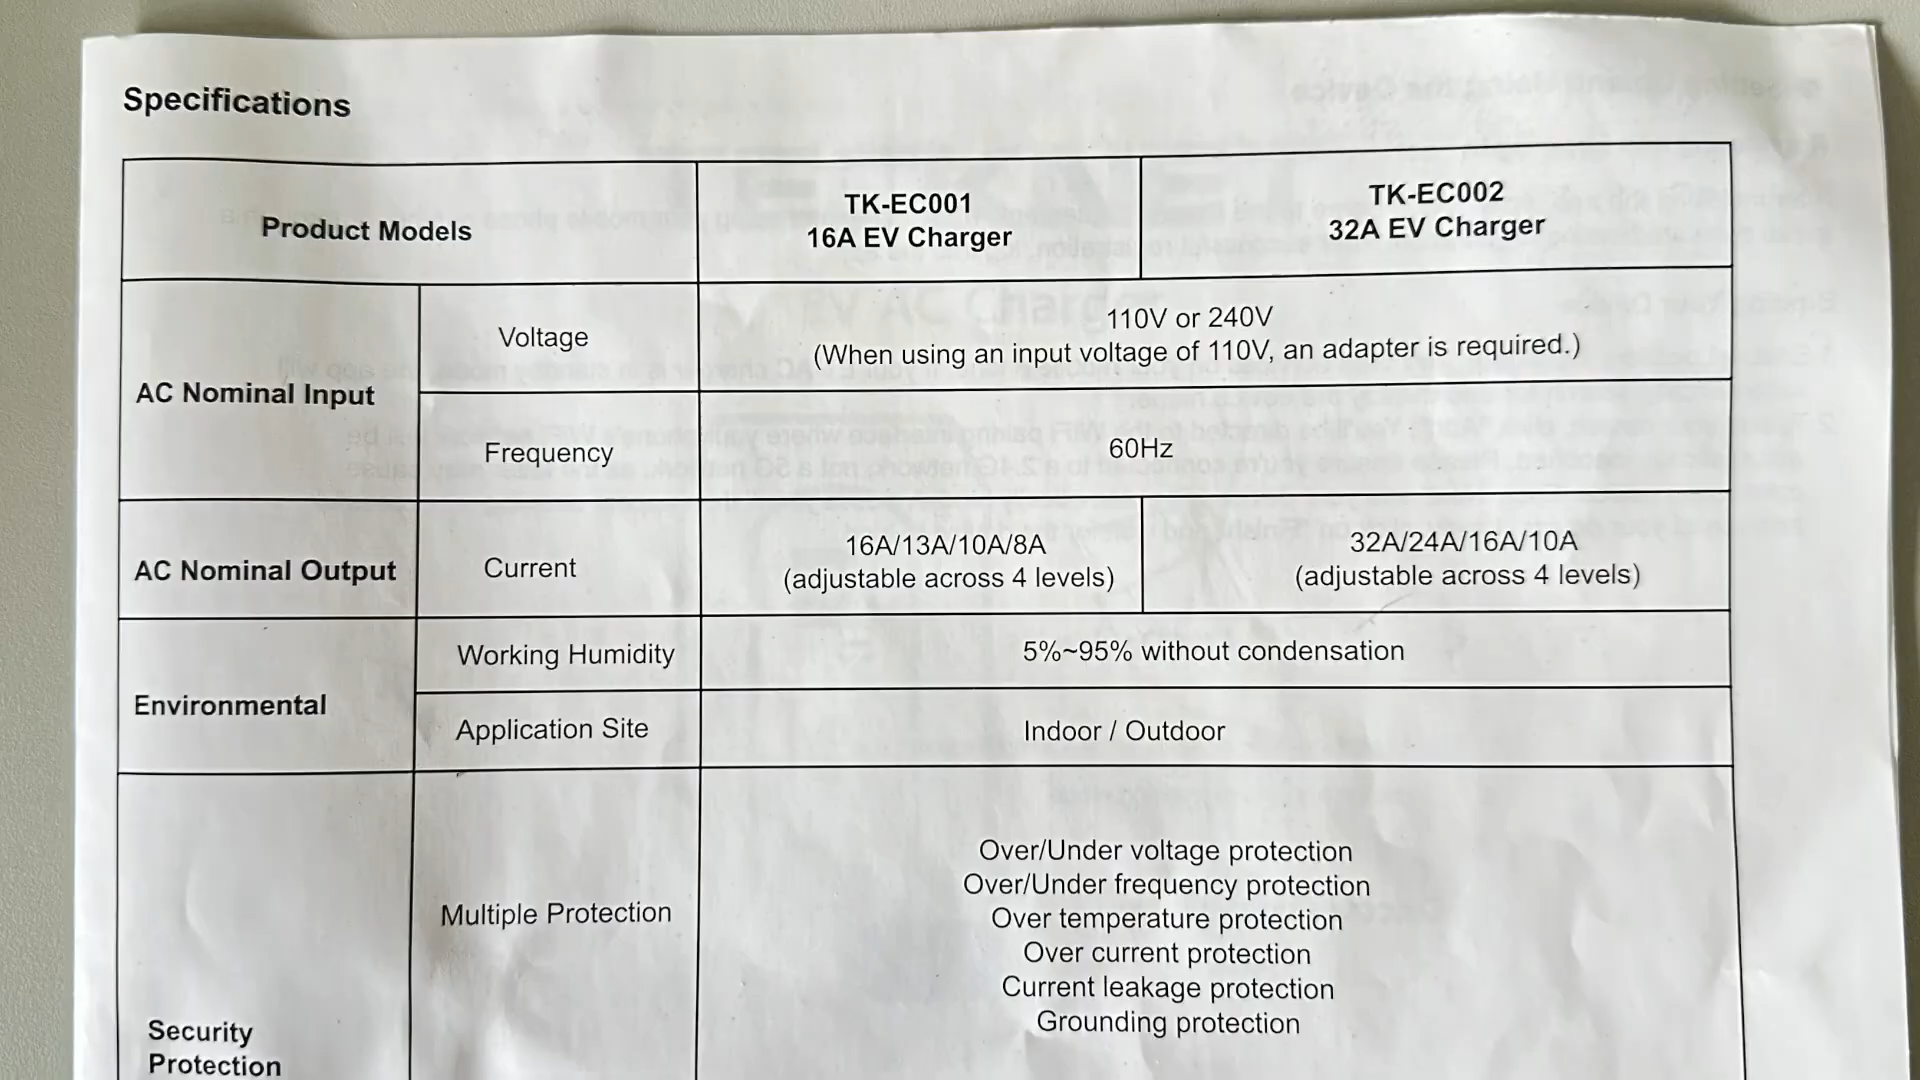 Specifications
Product Models
TK-EC001
16A EV Charger
TK-EC002
32A EV Charger
AC Nominal Input
Voltage
110V or 240V
(When using an input voltage of 110V, an adapter is required.)
Frequency
60Hz
AC Nominal Output
Current
16A/13A/10A/8A
(adjustable across 4 levels)
32A/24A/16A/10A
(adjustable across 4 levels)
Environmental
Working Humidity
5%~95% without condensation
Application Site
Indoor / Outdoor
Security
Protection
Multiple Protection
Over/Under voltage protection
Over/Under frequency protection
Over temperature protection
Over current protection
Current leakage protection
Grounding protection